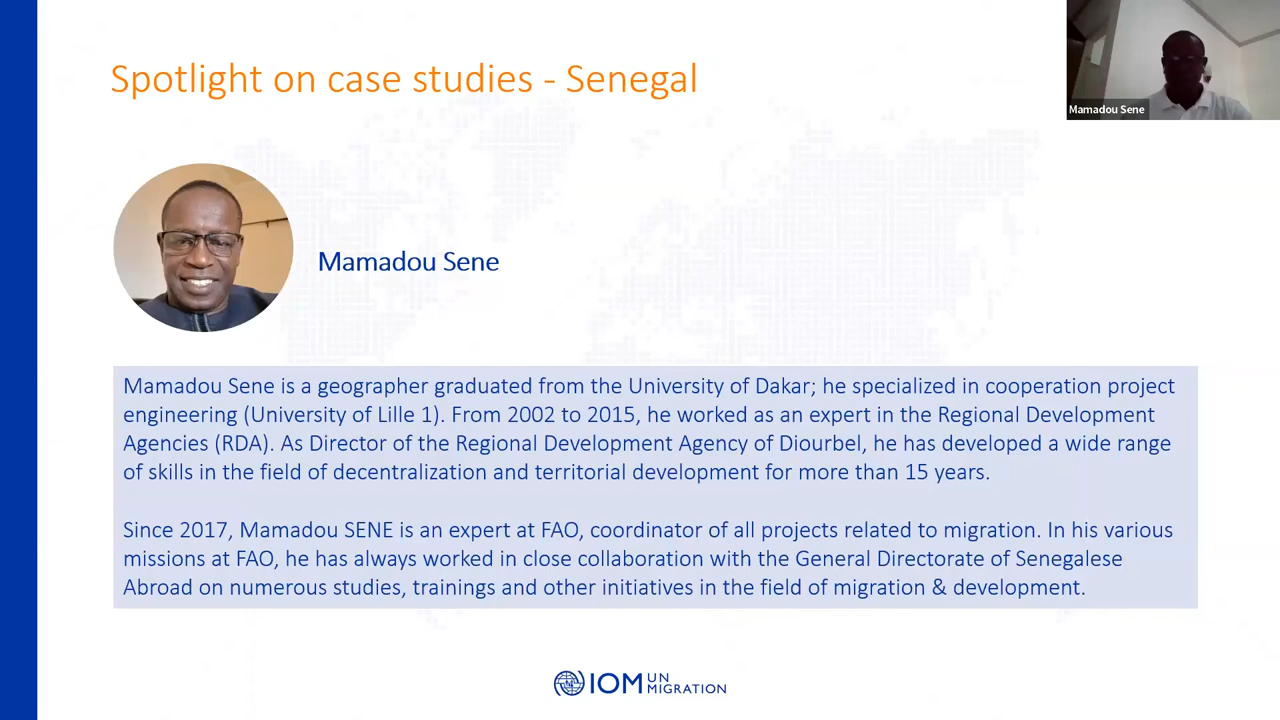 Spotlight on case studies - Senegal
Mamadou Sene
Mamadou Sene
Mamadou Sene is a geographer graduated from the University of Dakar; he specialized in cooperation project
engineering (University of Lille 1). From 2002 to 2015, he worked as an expert in the Regional Development
Agencies (RDA). As Director of the Regional Development Agency of Diourbel, he has developed a wide range
of skills in the field of decentralization and territorial development for more than 15 years.
Since 2017, Mamadou SENE is an expert at FAO, coordinator of all projects related to migration. In his various
missions at FAO, he has always worked in close collaboration with the General Directorate of Senegalese
Abroad on numerous studies, trainings and other initiatives in the field of migration & development.
IOM UN
MIGRATION